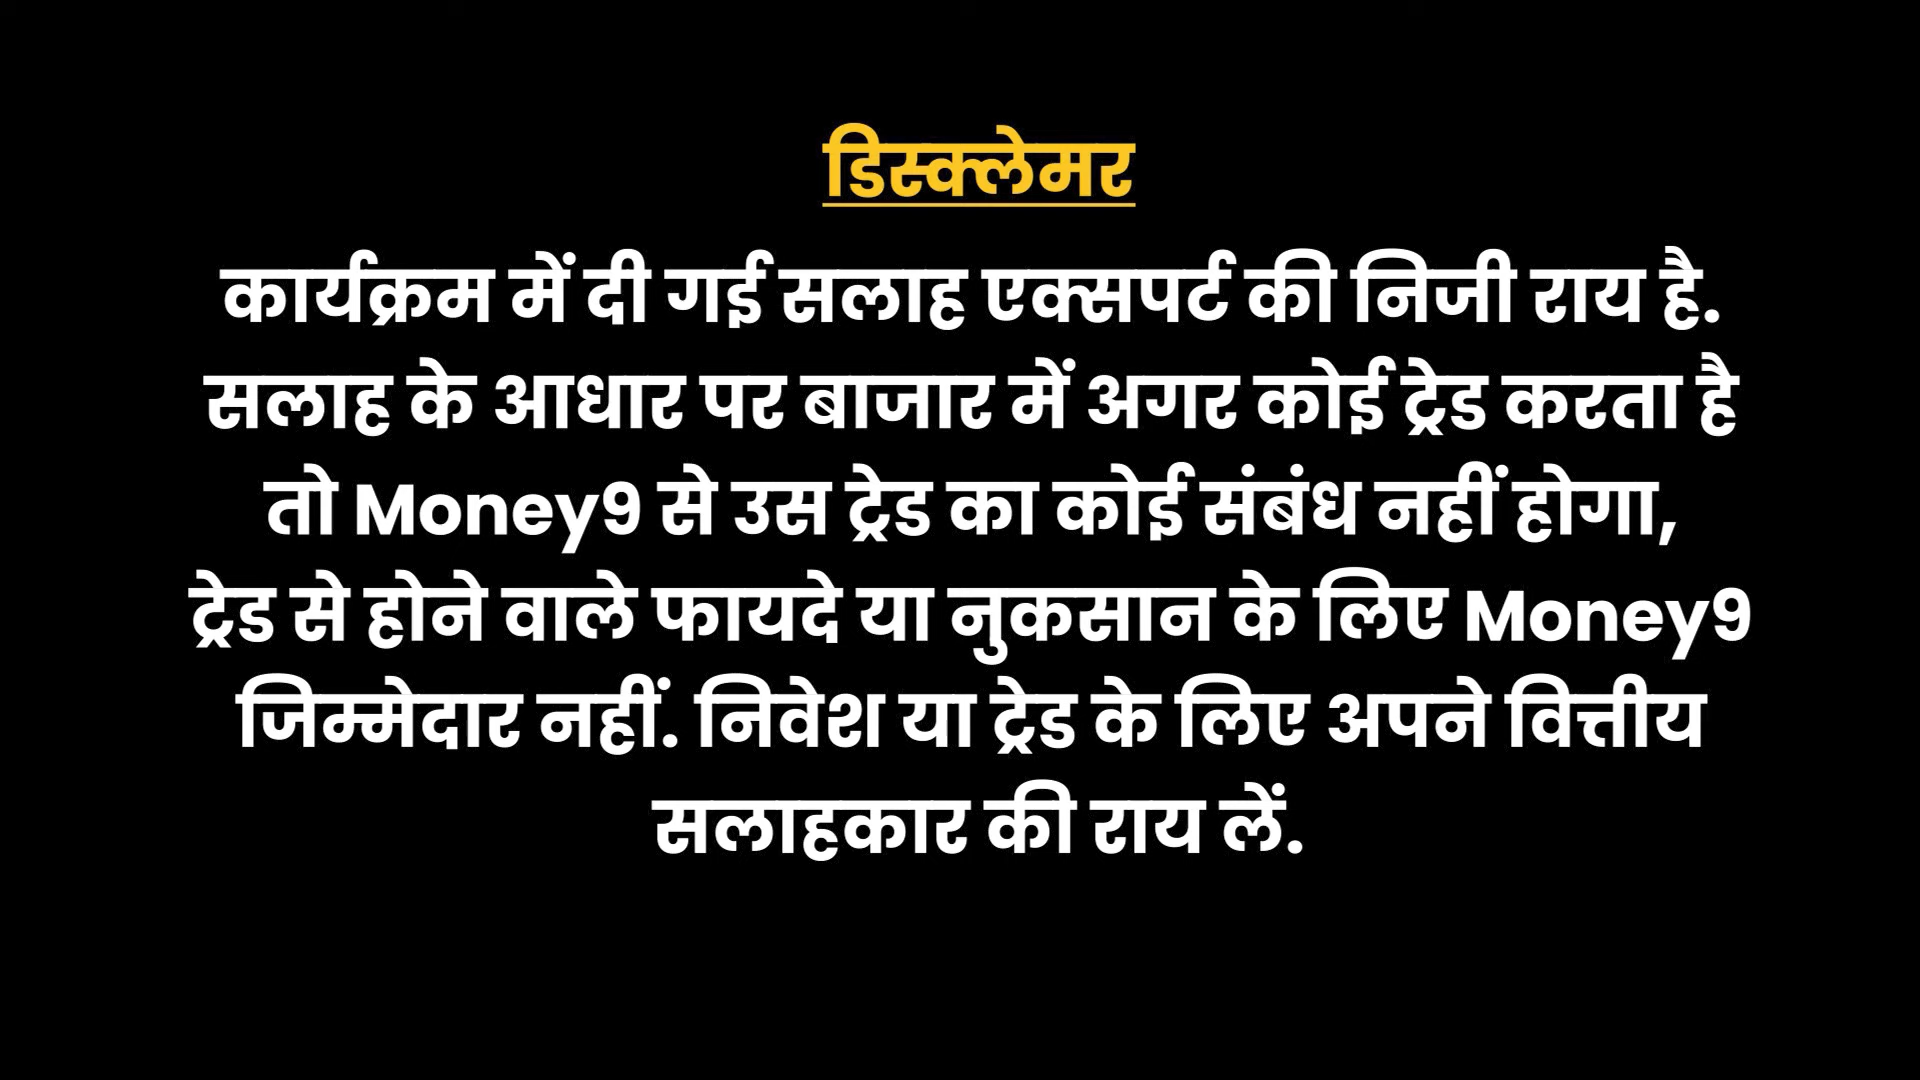 डिस्क्लेमर
कार्यक्रम में दी गई सलाह एक्सपर्ट की निजी राय है.
सलाह के आधार पर बाजार में अगर कोई ट्रेड करता है
तो Money9 से उस ट्रेड का कोई संबंध नहीं होगा,
ट्रेड से होने वाले फायदे या नुकसान के लिए Money9
जिम्मेदार नहीं. निवेश या ट्रेड के लिए अपने वित्तीय
सलाहकार की राय लें.